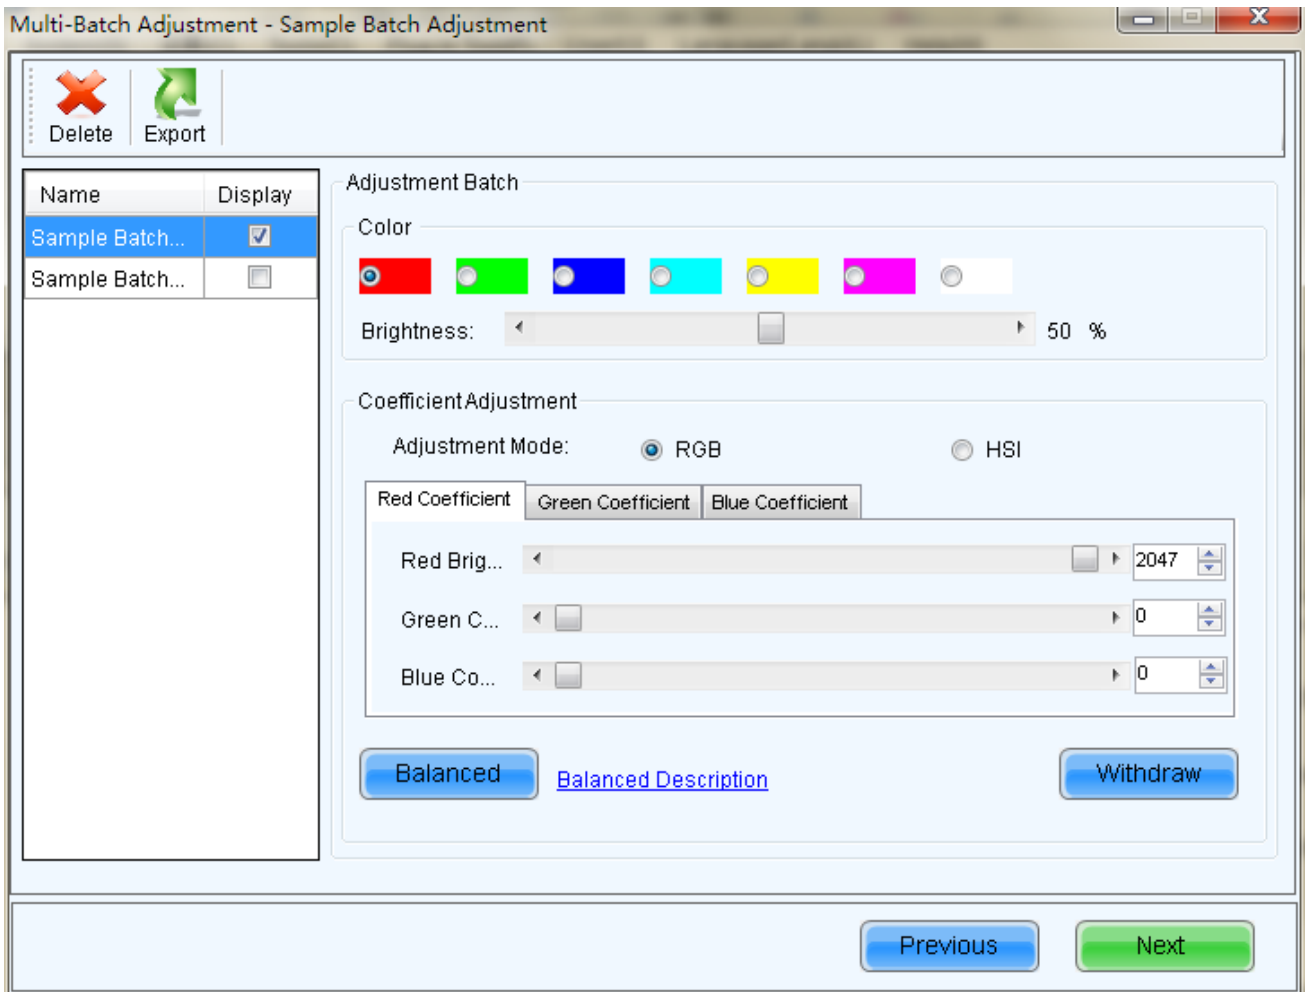 Multi-Batch Adjustment - Sample Batch Adjustment
Delete
Export
Name
Display
Sample Batch...
Sample Batch...
Adjustment Batch
Color
Brightness:
50 %
Coefficient Adjustment
Adjustment Mode:
RGB
HSI
Red Coefficient
Green Coefficient
Blue Coefficient
Red Brig...
2047
Green C...
0
Blue Co...
0
Balanced
Balanced Description
Withdraw
Previous
Next